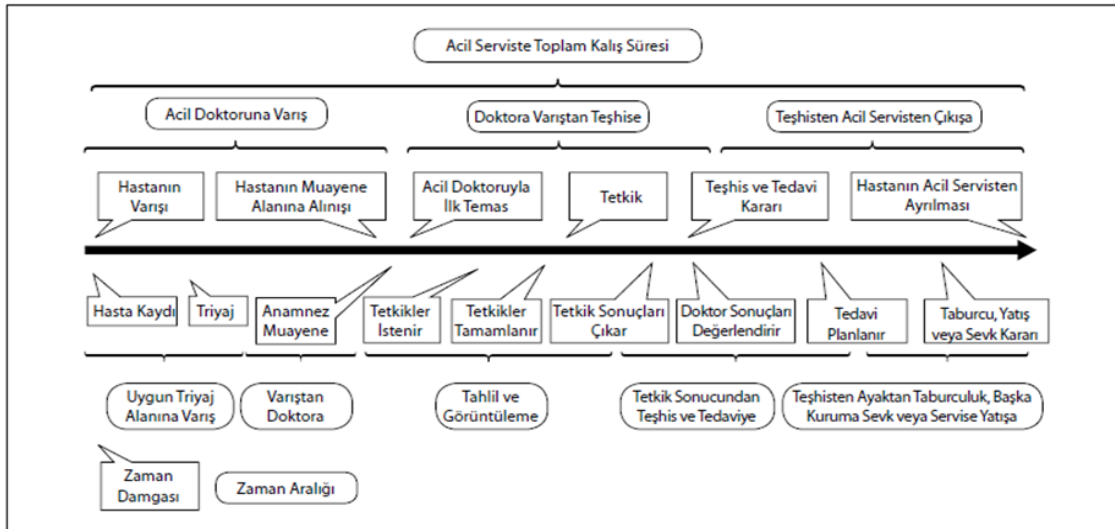 Acil Serviste Toplam Kalış Süresi
Acil Doktoruna Varış
Doktora Varıştan Teşhise
Teşhisten Acil Servisten Çıkışa
Hastanın
Varışı
Hastanın Muayene
Alanına Alınışı
Acil Doktoruyla
İlk Temas
Tetkik
Teşhis ve Tedavi
Kararı
Hastanın Acil Servisten
Ayrılması
Hasta Kaydı
Triyaj
Anamnez
Muayene
Tetkikler
İstenir
Tetkikler
Tamamlanır
Tetkik Sonuçları
Çıkar
Doktor Sonuçları
Değerlendirir
Tedavi
Planlanır
Taburcu, Yatış
veya Sevk Kararı
Uygun Triyaj
Alanına Varış
Varıştan
Doktora
Tahlil ve
Görüntüleme
Tetkik Sonucundan
Teşhis ve Tedaviye
Teşhisten Ayaktan Taburculuk, Başka
Kuruma Sevk veya Servise Yatışa
Zaman
Damgası
Zaman Aralığı